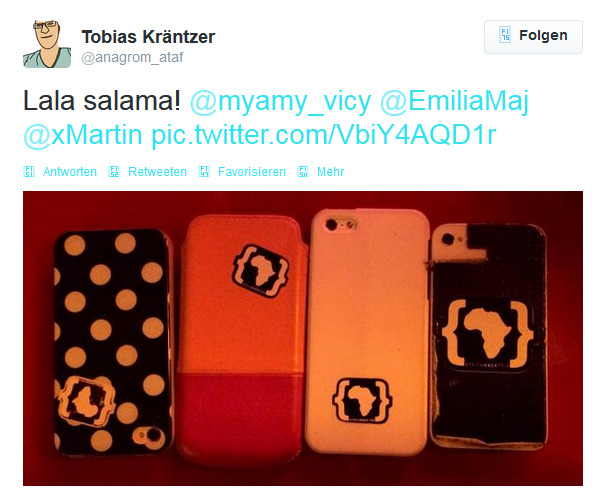 Tobias Kräntzer
@anagrom_ataf
Folgen
Lala salama! @myamy_vicy @EmiliaMaj
@xMartin pic.twitter.com/VbiY4AQD1r
Antworten Retweeten Favorisieren Mehr